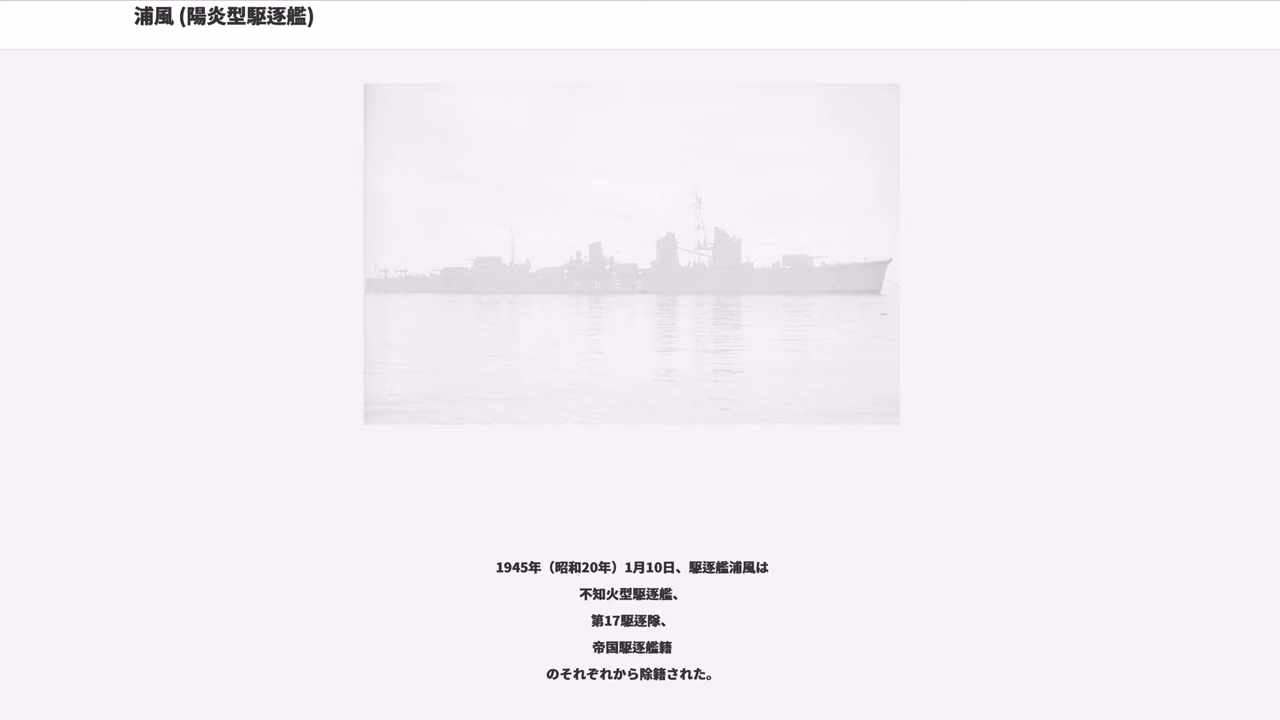 浦風 (陽炎型駆逐艦)
1945年（昭和20年）1月10日、駆逐艦浦風は
不知火型駆逐艦、
第17駆逐隊、
帝国駆逐艦籍
のそれぞれから除籍された。